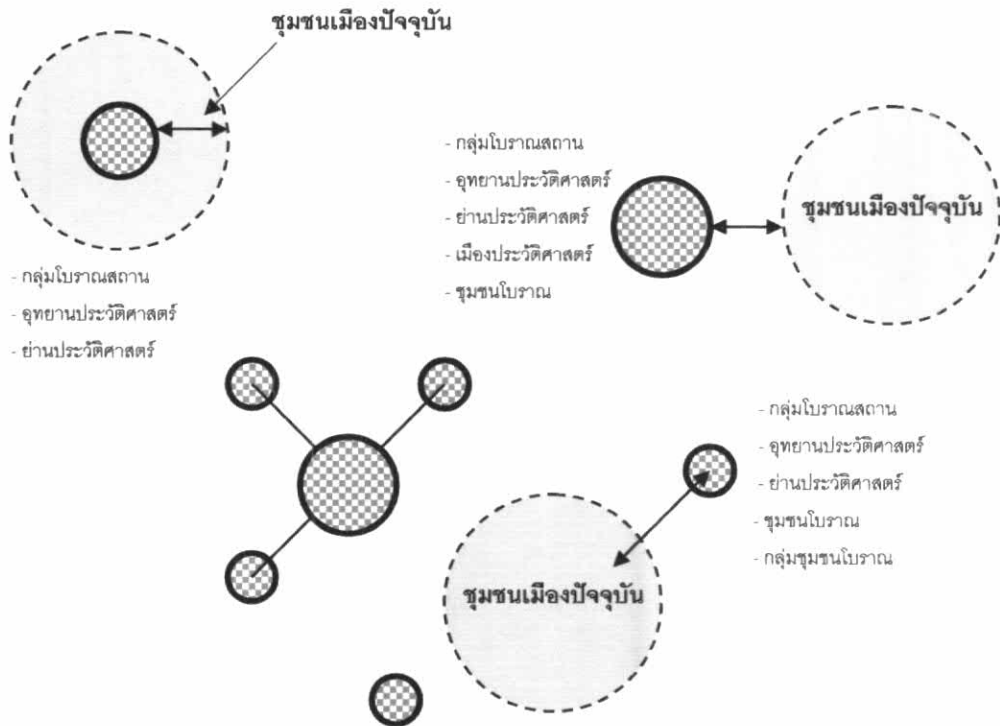 ชุมชนเมืองปัจจุบัน
- กลุ่มโบราณสถาน
- อุทยานประวัติศาสตร์
- ย่านประวัติศาสตร์
- กลุ่มโบราณสถาน
- อุทยานประวัติศาสตร์
- ย่านประวัติศาสตร์
- เมืองประวัติศาสตร์
- ชุมชนโบราณ
ชุมชนเมืองปัจจุบัน
- กลุ่มโบราณสถาน
- อุทยานประวัติศาสตร์
- ย่านประวัติศาสตร์
- ชุมชนโบราณ
- กลุ่มชุมชนโบราณ
ชุมชนเมืองปัจจุบัน